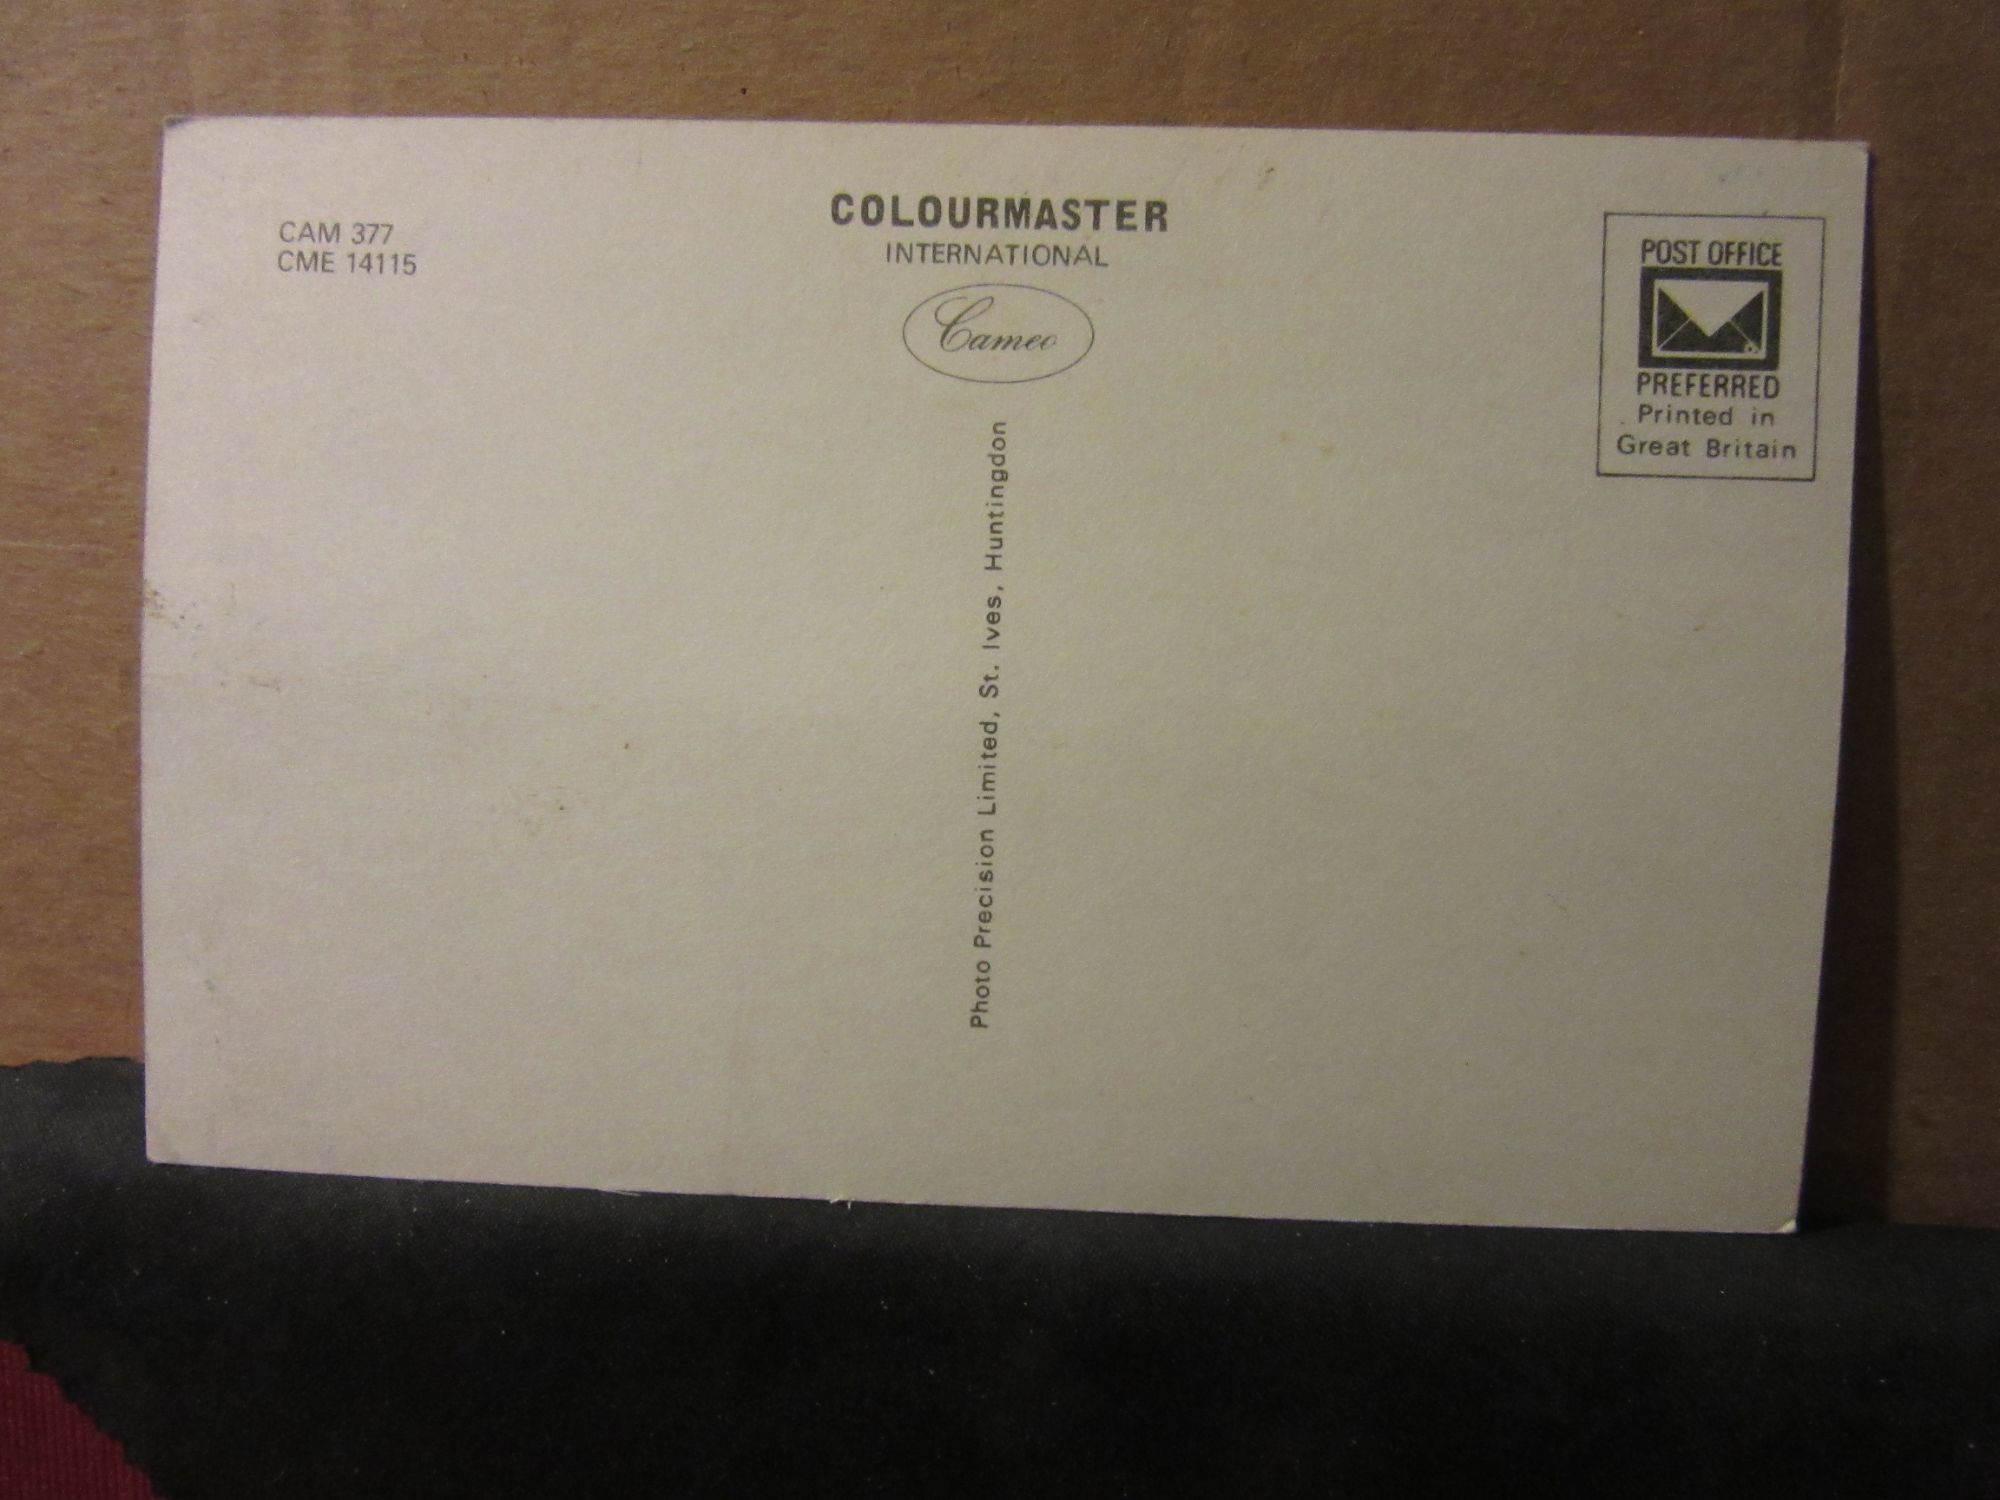 CAM 377
CME 14115
COLOURMASTER
INTERNATIONAL
Cameo
Photo Precision Limited, St. Ives, Huntingdon
POST OFFICE
PREFERRED
Printed in
Great Britain